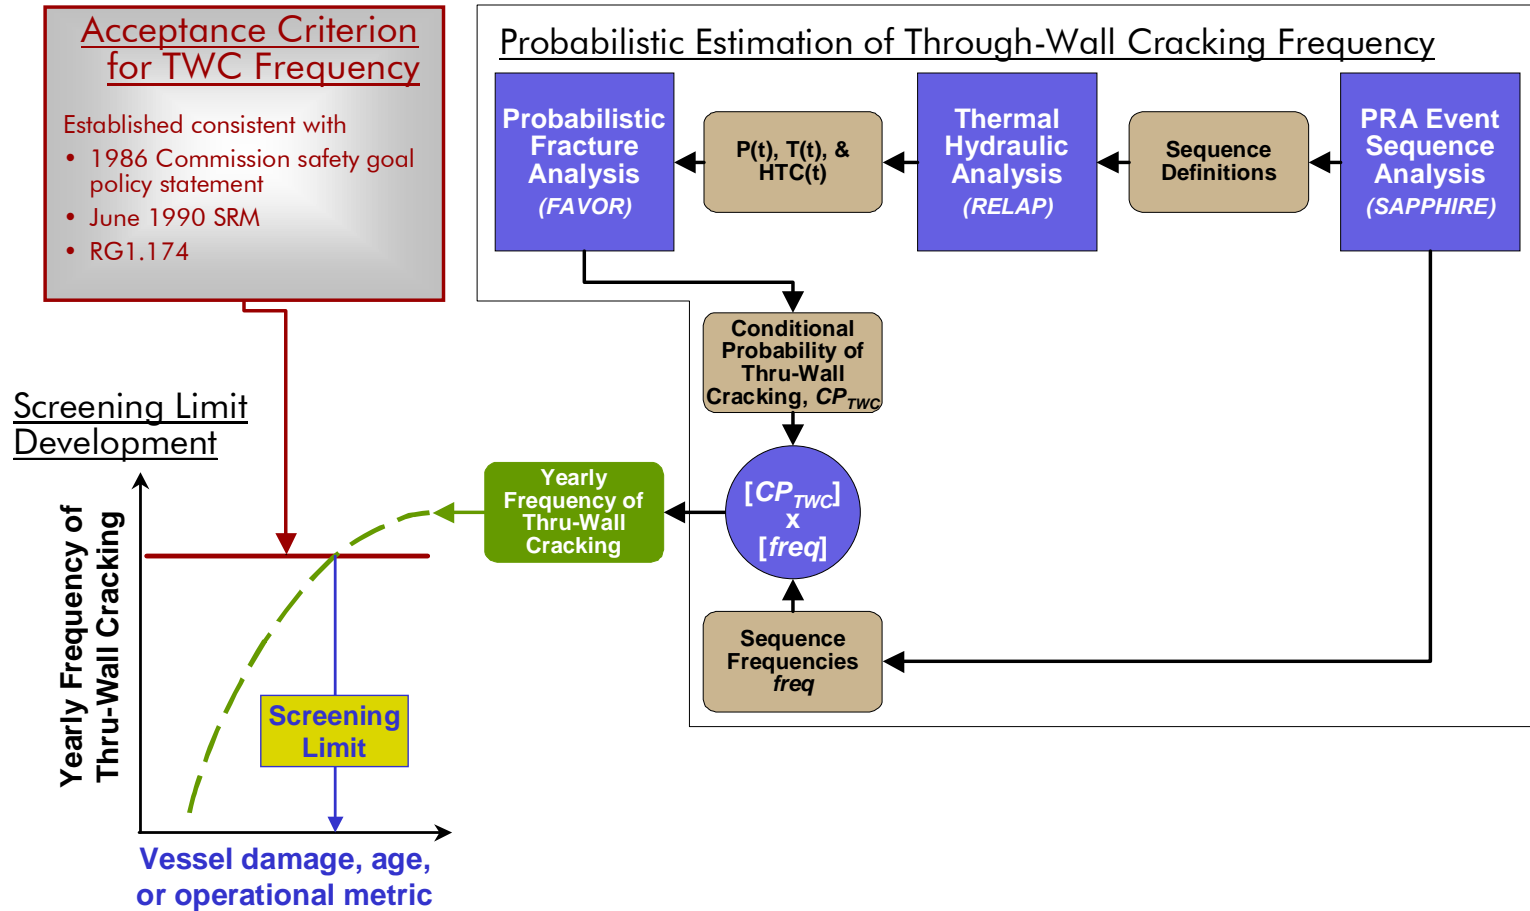 Acceptance Criterion
for TWC Frequency
Established consistent with
• 1986 Commission safety goal
policy statement
• June 1990 SRM
• RG1.174
Probabilistic Estimation of Through-Wall Cracking Frequency
Probabilistic
Fracture
Analysis
(FAVOR)
P(t), T(t), &
HTC(t)
Thermal
Hydraulic
Analysis
(RELAP)
Sequence
Definitions
PRA Event
Sequence
Analysis
(SAPPHIRE)
Conditional
Probability of
Thru-Wall
Cracking, CP_TWC
[CP_TWC]
x
[freq]
Sequence
Frequencies
freq
Yearly
Frequency of
Thru-Wall
Cracking
Screening Limit
Development
Yearly Frequency of
Thru-Wall Cracking
Screening
Limit
Vessel damage, age,
or operational metric